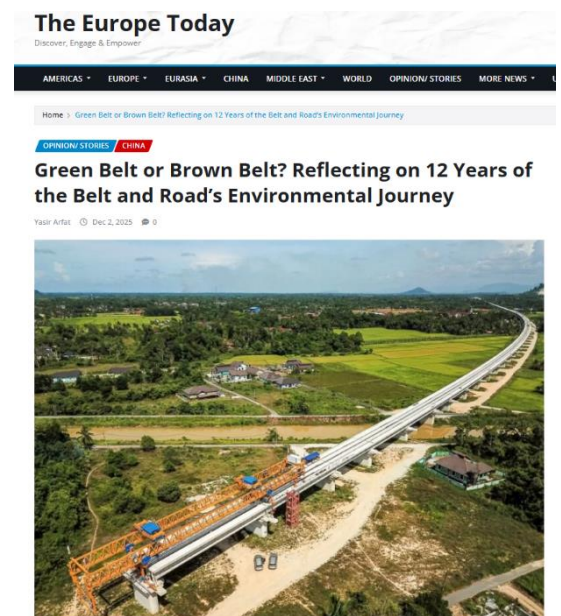 The Europe Today
Discover, Engage & Empower
AMERICAS EUROPE EURASIA CHINA MIDDLE EAST WORLD OPINION/ STORIES MORE NEWS
Home > Green Belt or Brown Belt? Reflecting on 12 Years of the Belt and Road's Environmental Journey
OPINION/ STORIES CHINA
Green Belt or Brown Belt? Reflecting on 12 Years of
the Belt and Road's Environmental Journey
Yasir Arfat Dec 2, 2025 0